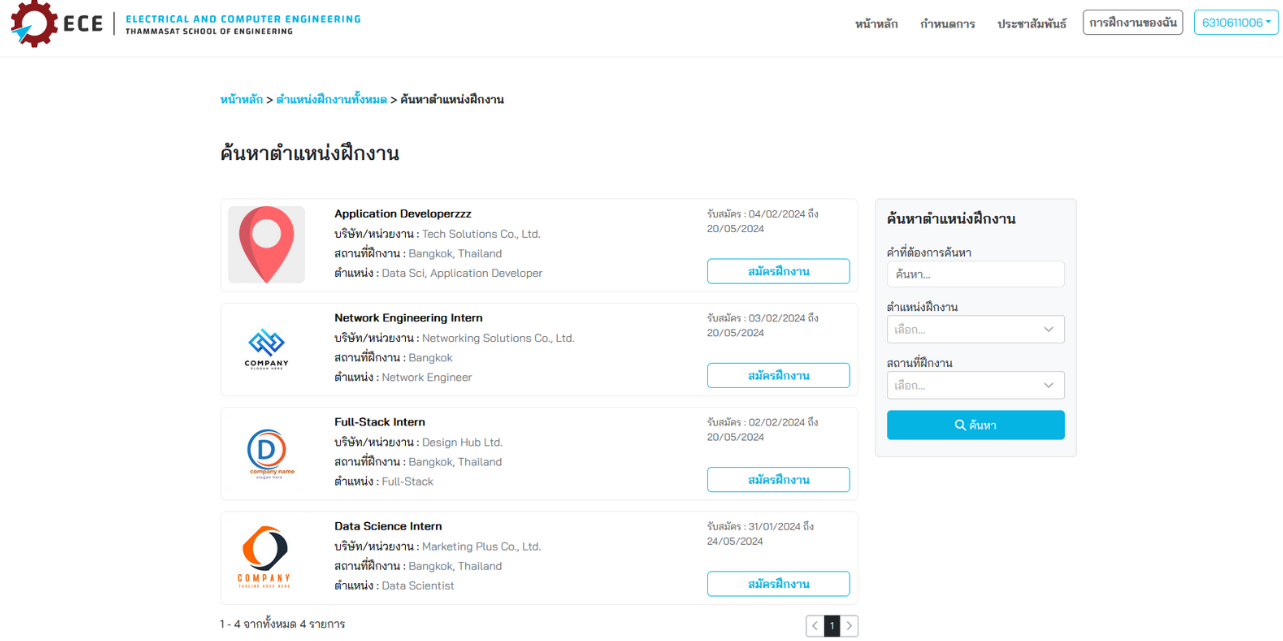 ECE
ELECTRICAL AND COMPUTER ENGINEERING
THAMMASAT SCHOOL OF ENGINEERING
หน้าหลัก
กำหนดการ
ประชาสัมพันธ์
การฝึกงานของฉัน
6310611006
หน้าหลัก > ตำแหน่งฝึกงานทั้งหมด > ค้นหาตำแหน่งฝึกงาน
ค้นหาตำแหน่งฝึกงาน
Application Developerzzz
บริษัท/หน่วยงาน : Tech Solutions Co., Ltd.
สถานที่ฝึกงาน : Bangkok, Thailand
ตำแหน่ง : Data Sci, Application Developer
รับสมัคร : 04/02/2024 ถึง
20/05/2024
สมัครฝึกงาน
COMPANY
SLOGAN HERE
Network Engineering Intern
บริษัท/หน่วยงาน : Networking Solutions Co., Ltd.
สถานที่ฝึกงาน : Bangkok
ตำแหน่ง : Network Engineer
รับสมัคร : 03/02/2024 ถึง
20/05/2024
สมัครฝึกงาน
D
company name
slogan here
Full-Stack Intern
บริษัท/หน่วยงาน : Design Hub Ltd.
สถานที่ฝึกงาน : Bangkok, Thailand
ตำแหน่ง : Full-Stack
รับสมัคร : 02/02/2024 ถึง
20/05/2024
สมัครฝึกงาน
COMPANY
TAGLINE GOES HERE
Data Science Intern
บริษัท/หน่วยงาน : Marketing Plus Co., Ltd.
สถานที่ฝึกงาน : Bangkok, Thailand
ตำแหน่ง : Data Scientist
รับสมัคร : 31/01/2024 ถึง
24/05/2024
สมัครฝึกงาน
1 - 4 จากทั้งหมด 4 รายการ
< 1 >
ค้นหาตำแหน่งฝึกงาน
คำที่ต้องการค้นหา
ค้นหา...
ตำแหน่งฝึกงาน
เลือก...
สถานที่ฝึกงาน
เลือก...
ค้นหา